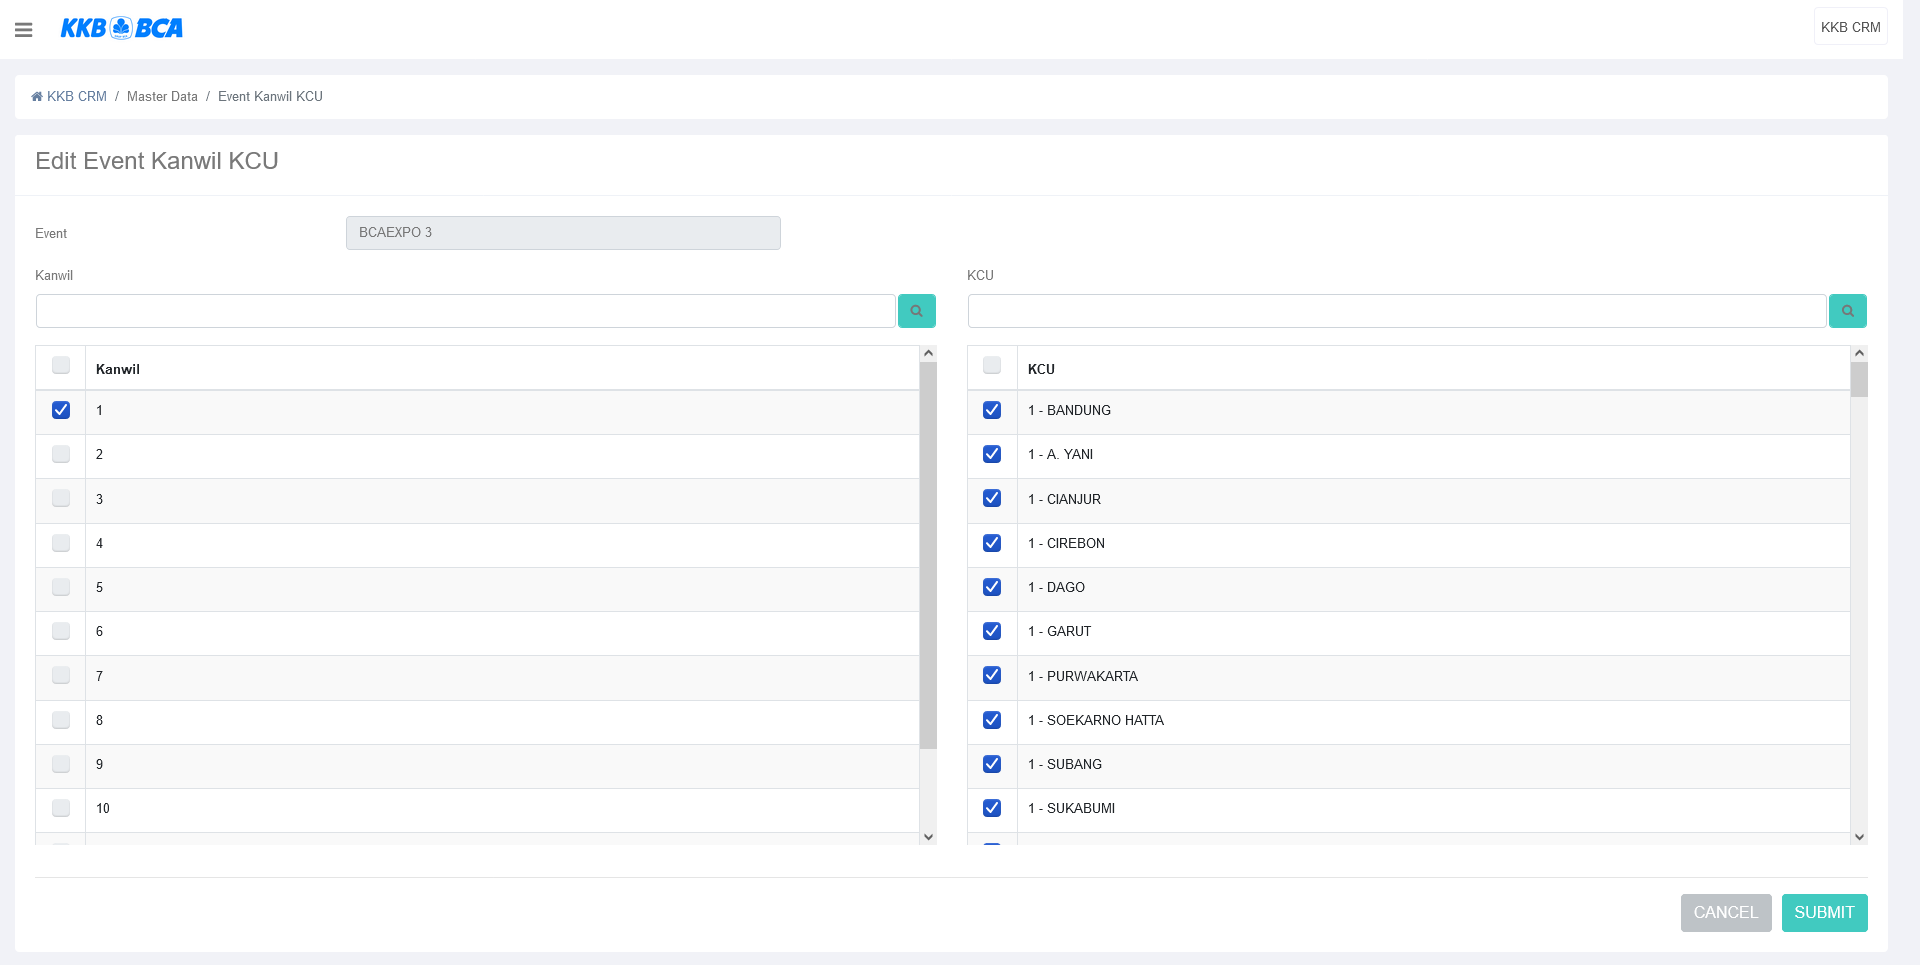 KKB BCA
KKB CRM
KKB CRM / Master Data / Event Kanwil KCU
Edit Event Kanwil KCU
Event
BCAEXPO 3
Kanwil
Kanwil
1
2
3
4
5
6
7
8
9
10
KCU
KCU
1 - BANDUNG
1 - A. YANI
1 - CIANJUR
1 - CIREBON
1 - DAGO
1 - GARUT
1 - PURWAKARTA
1 - SOEKARNO HATTA
1 - SUBANG
1 - SUKABUMI
CANCEL
SUBMIT